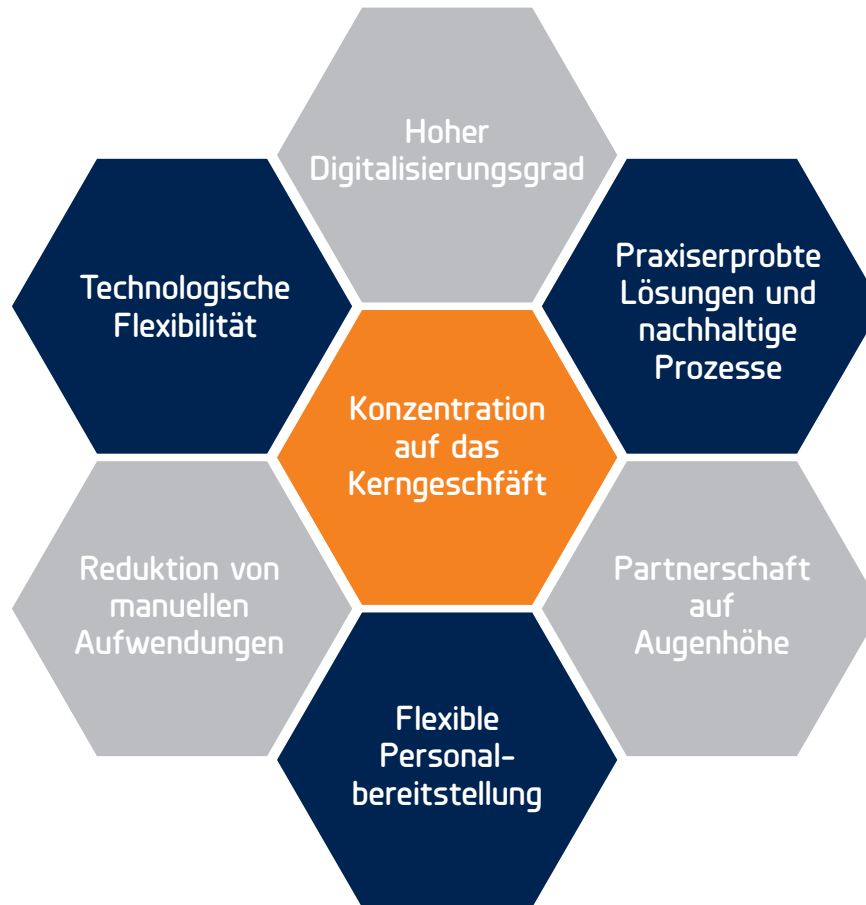 Hoher
Digitalisierungsgrad
Technologische
Flexibilität
Praxiserprobte
Lösungen und
nachhaltige
Prozesse
Konzentration
auf das
Kerngeschfäft
Reduktion von
manuellen
Aufwendungen
Partnerschaft
auf
Augenhöhe
Flexible
Personal-
bereitstellung